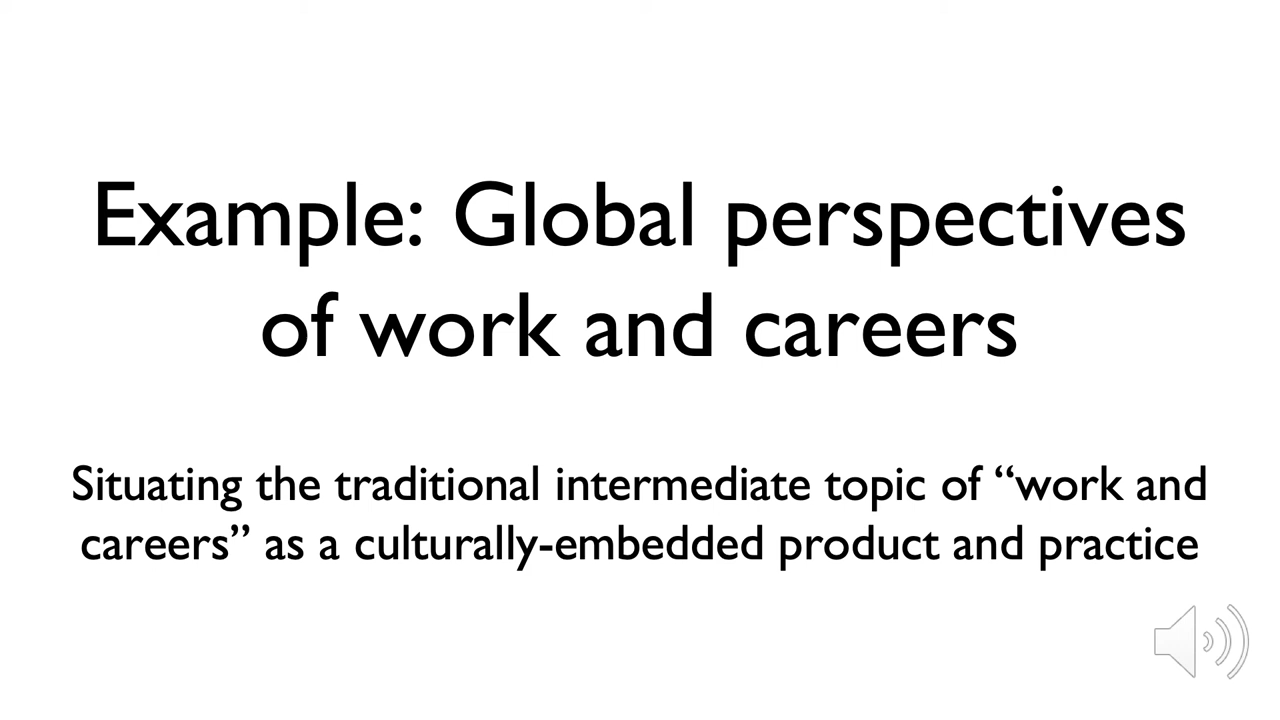 Example: Global perspectives
of work and careers
Situating the traditional intermediate topic of “work and
careers” as a culturally-embedded product and practice